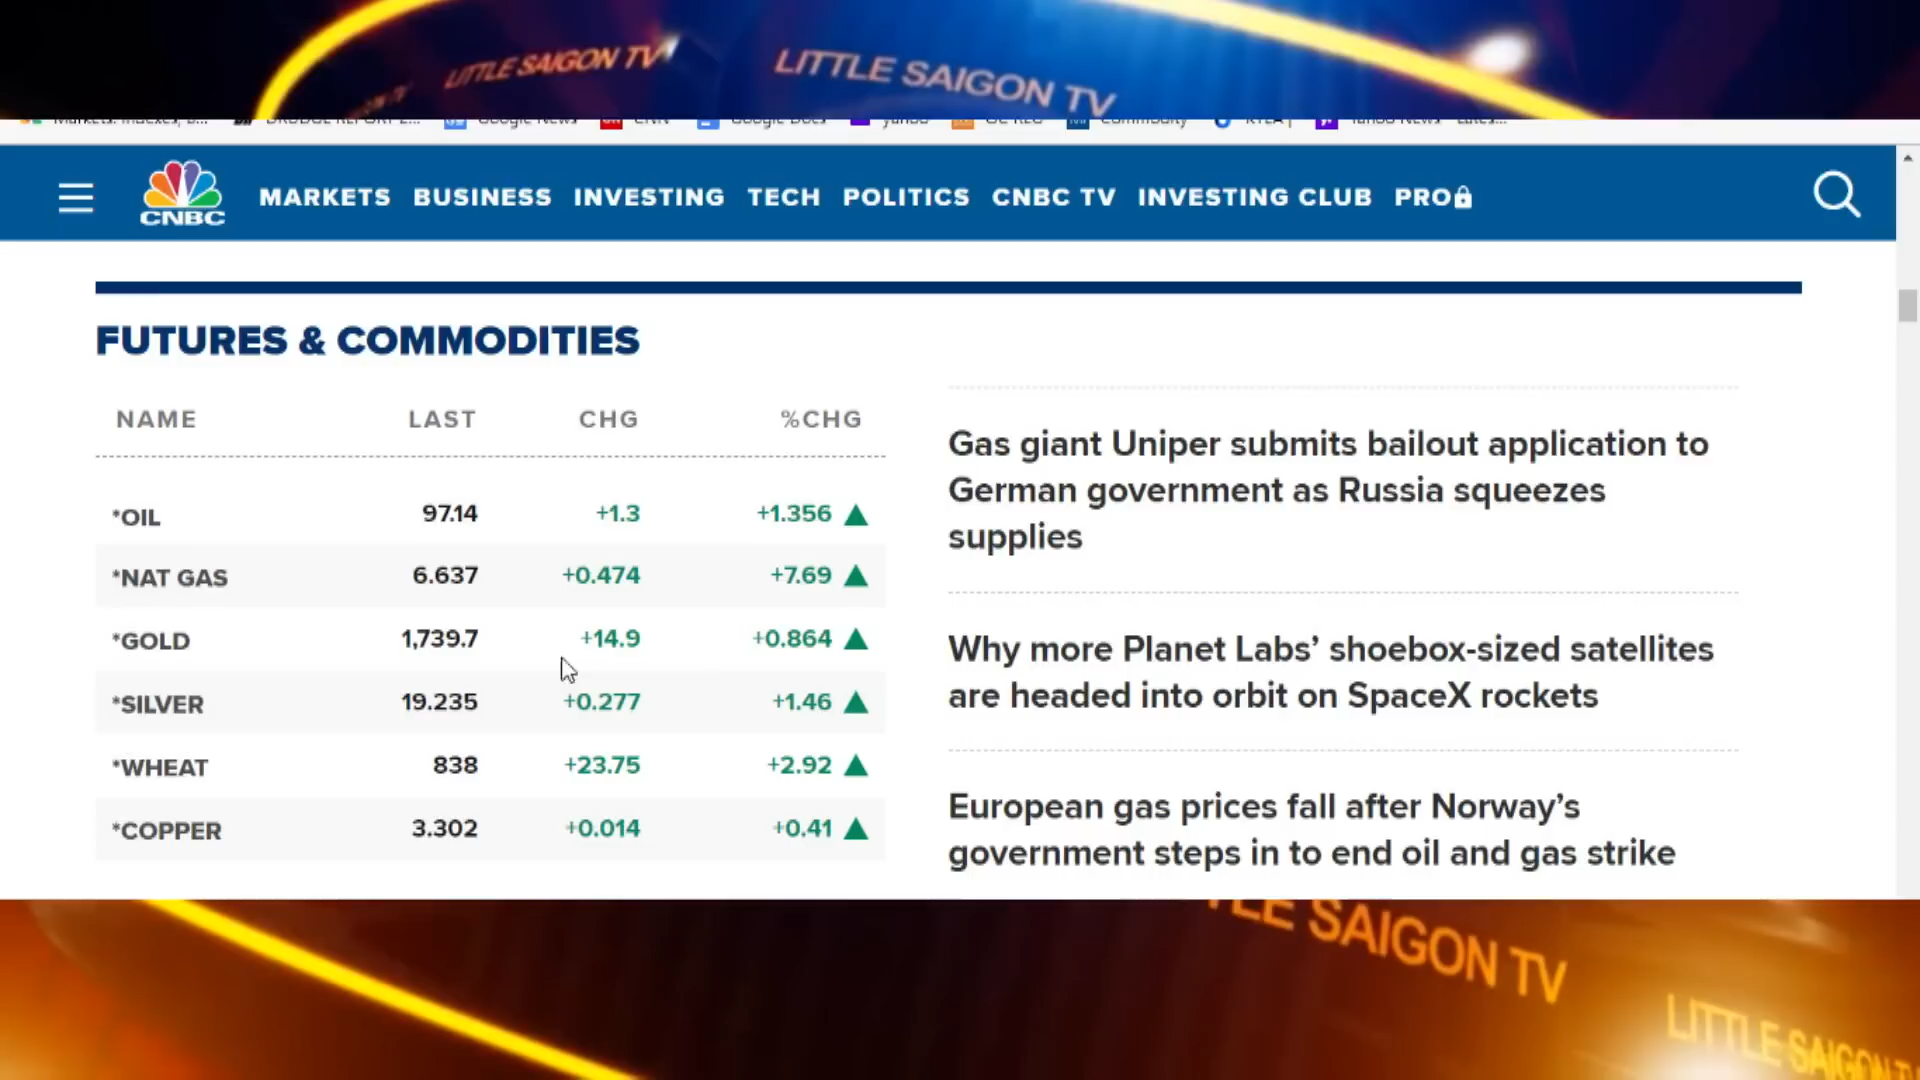 LITTLE SAIGON TV
LITTLE SAIGON TV
CNBC
MARKETS BUSINESS INVESTING TECH POLITICS CNBC TV INVESTING CLUB PRO
FUTURES & COMMODITIES
NAME LAST CHG %CHG
*OIL 97.14 +1.3 +1.356
*NAT GAS 6.637 +0.474 +7.69
*GOLD 1,739.7 +14.9 +0.864
*SILVER 19.235 +0.277 +1.46
*WHEAT 838 +23.75 +2.92
*COPPER 3.302 +0.014 +0.41
Gas giant Uniper submits bailout application to
German government as Russia squeezes
supplies
Why more Planet Labs’ shoebox-sized satellites
are headed into orbit on SpaceX rockets
European gas prices fall after Norway’s
government steps in to end oil and gas strike
SAIGON TV
LITTLE SAIGON TV